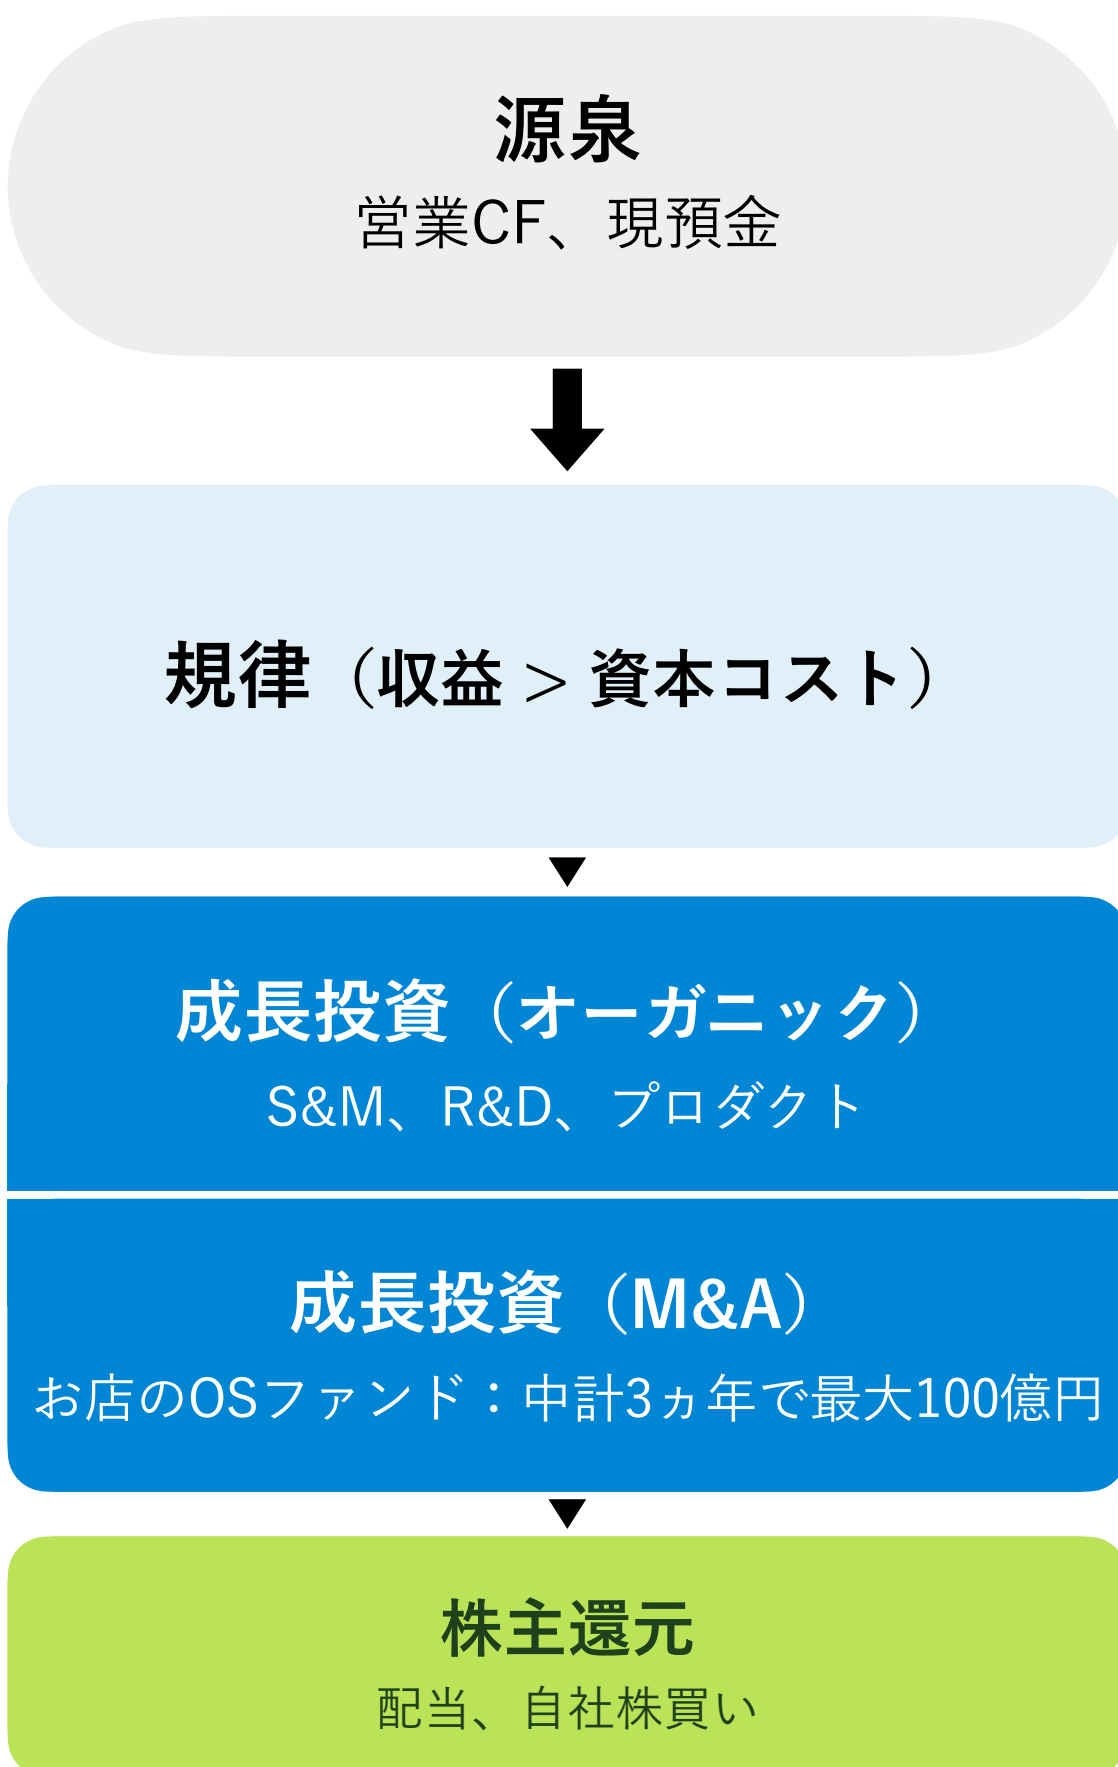 源泉
営業CF、現預金
規律（収益 > 資本コスト）
成長投資（オーガニック）
S&M、R&D、プロダクト
成長投資（M&A）
お店のOSファンド：中計3ヵ年で最大100億円
株主還元
配当、自社株買い